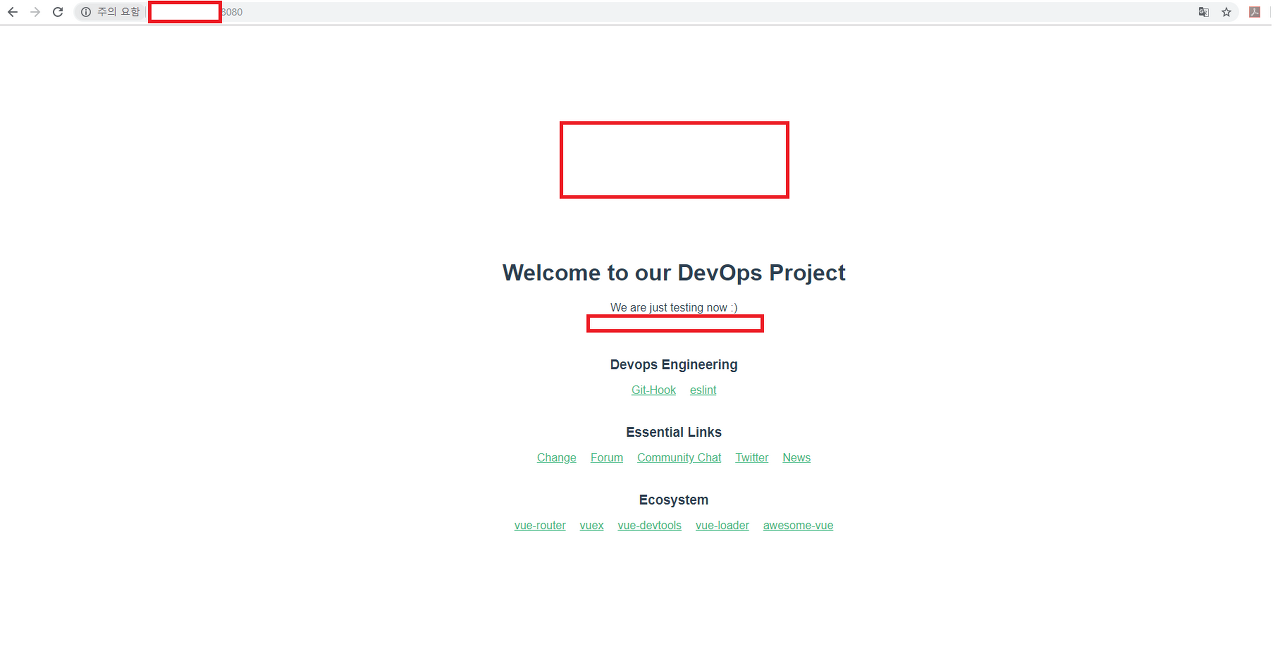 주의 요함 8080
Welcome to our DevOps Project
We are just testing now :)
Devops Engineering
Git-Hook eslint
Essential Links
Change Forum Community Chat Twitter News
Ecosystem
vue-router vuex vue-devtools vue-loader awesome-vue